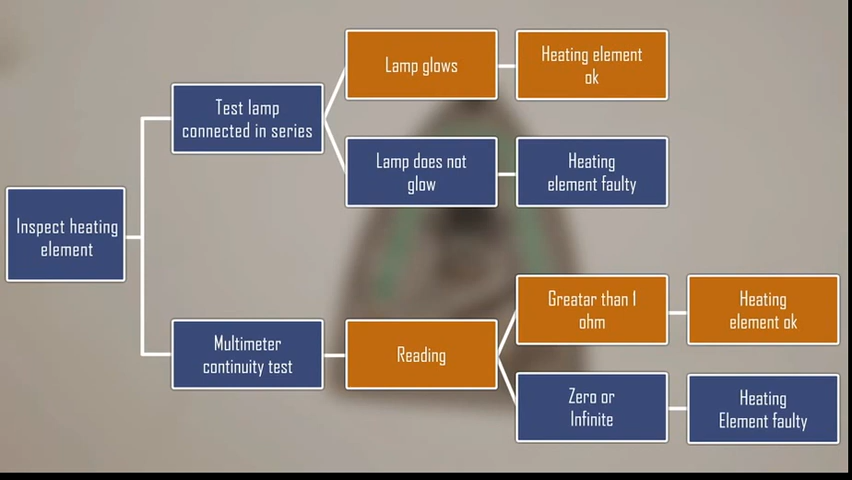 Inspect heating
element
Test lamp
connected in series
Lamp glows
Heating element
ok
Lamp does not
glow
Heating
element faulty
Multimeter
continuity test
Reading
Greatar than 1
ohm
Heating
element ok
Zero or
Infinite
Heating
Element faulty